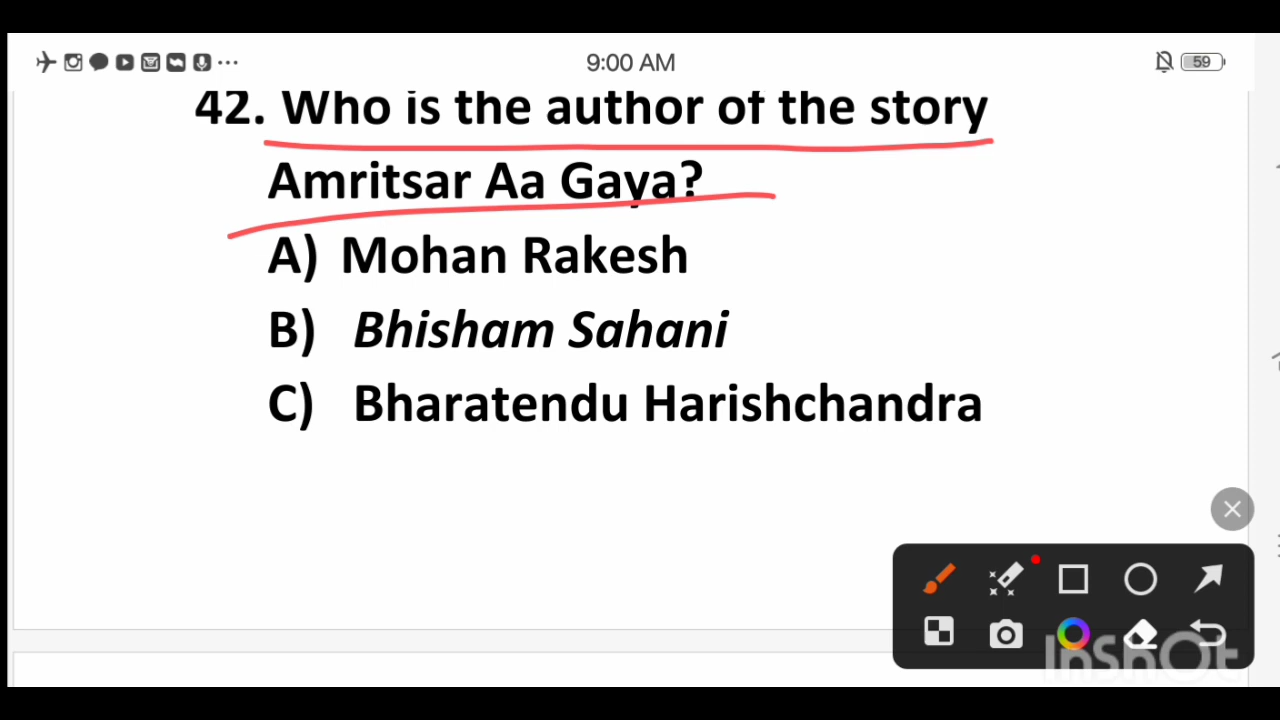 9:00 AM
59
42. Who is the author of the story
Amritsar Aa Gaya?
A) Mohan Rakesh
B) Bhisham Sahani
C) Bharatendu Harishchandra
InShOt